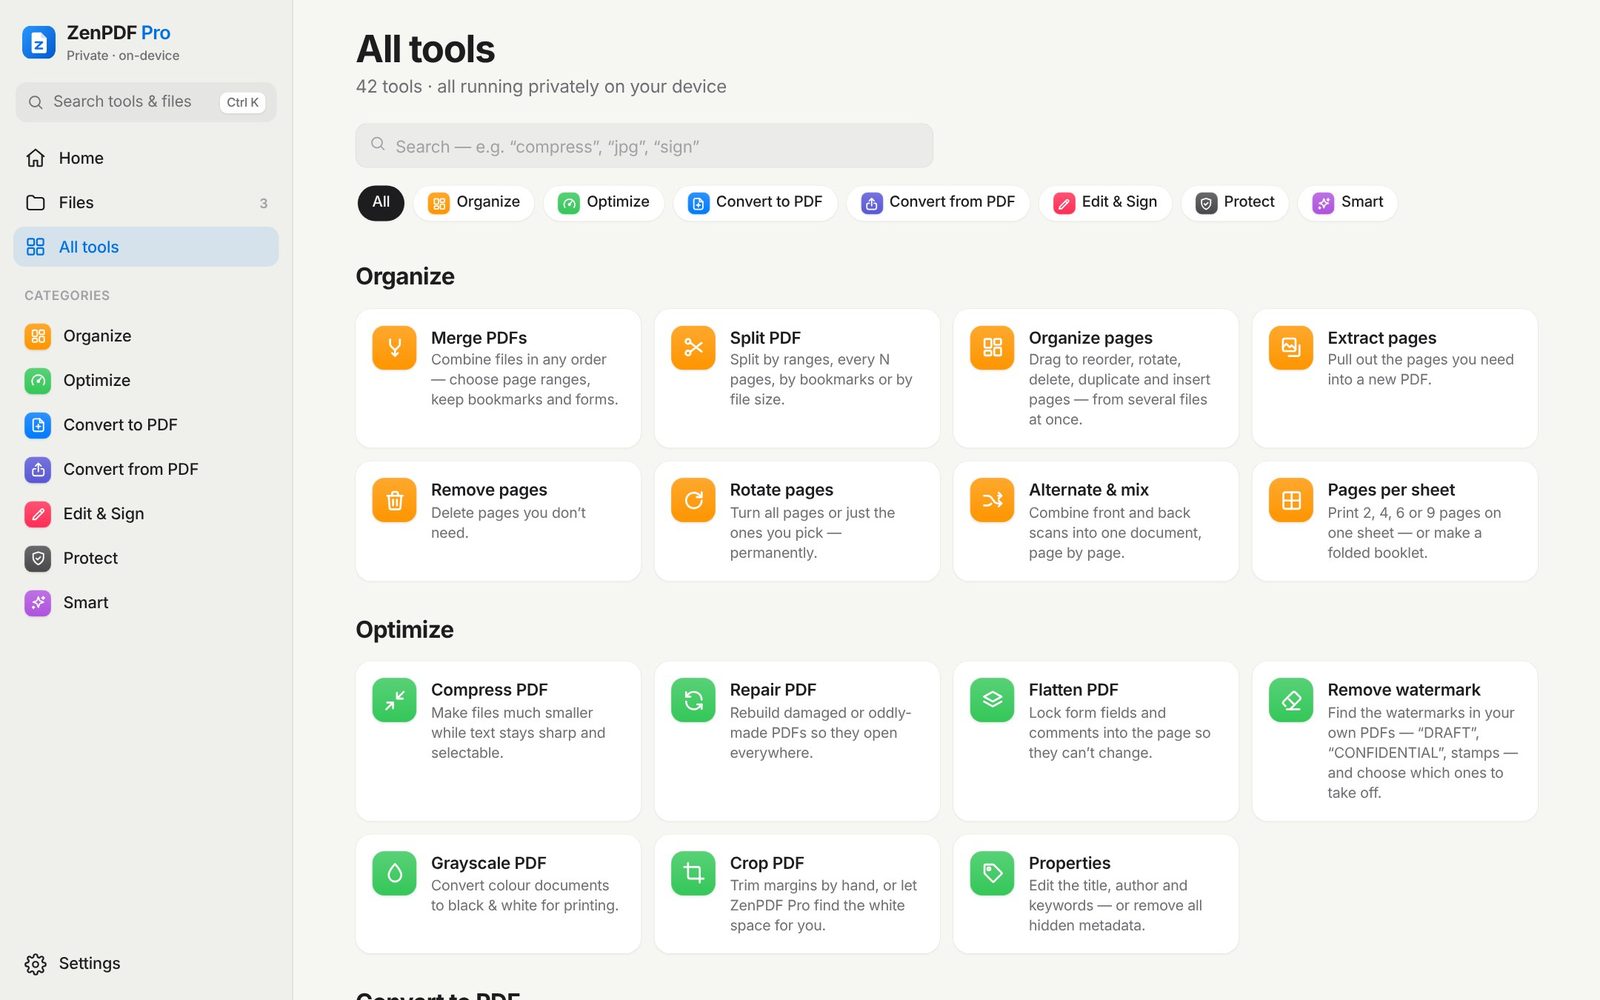 ZenPDF Pro
Private · on-device
Search tools & files
Ctrl K
Home
Files
3
All tools
CATEGORIES
Organize
Optimize
Convert to PDF
Convert from PDF
Edit & Sign
Protect
Smart
Settings
All tools
42 tools · all running privately on your device
Search — e.g. “compress”, “jpg”, “sign”
All
Organize
Optimize
Convert to PDF
Convert from PDF
Edit & Sign
Protect
Smart
Organize
Merge PDFs
Combine files in any order
— choose page ranges,
keep bookmarks and forms.
Split PDF
Split by ranges, every N
pages, by bookmarks or by
file size.
Organize pages
Drag to reorder, rotate,
delete, duplicate and insert
pages — from several files
at once.
Extract pages
Pull out the pages you need
into a new PDF.
Remove pages
Delete pages you don’t
need.
Rotate pages
Turn all pages or just the
ones you pick —
permanently.
Alternate & mix
Combine front and back
scans into one document,
page by page.
Pages per sheet
Print 2, 4, 6 or 9 pages on
one sheet — or make a
folded booklet.
Optimize
Compress PDF
Make files much smaller
while text stays sharp and
selectable.
Repair PDF
Rebuild damaged or oddly-
made PDFs so they open
everywhere.
Flatten PDF
Lock form fields and
comments into the page so
they can’t change.
Remove watermark
Find the watermarks in your
own PDFs — “DRAFT”,
“CONFIDENTIAL”, stamps —
and choose which ones to
take off.
Grayscale PDF
Convert colour documents
to black & white for printing.
Crop PDF
Trim margins by hand, or let
ZenPDF Pro find the white
space for you.
Properties
Edit the title, author and
keywords — or remove all
hidden metadata.
Convert to PDF